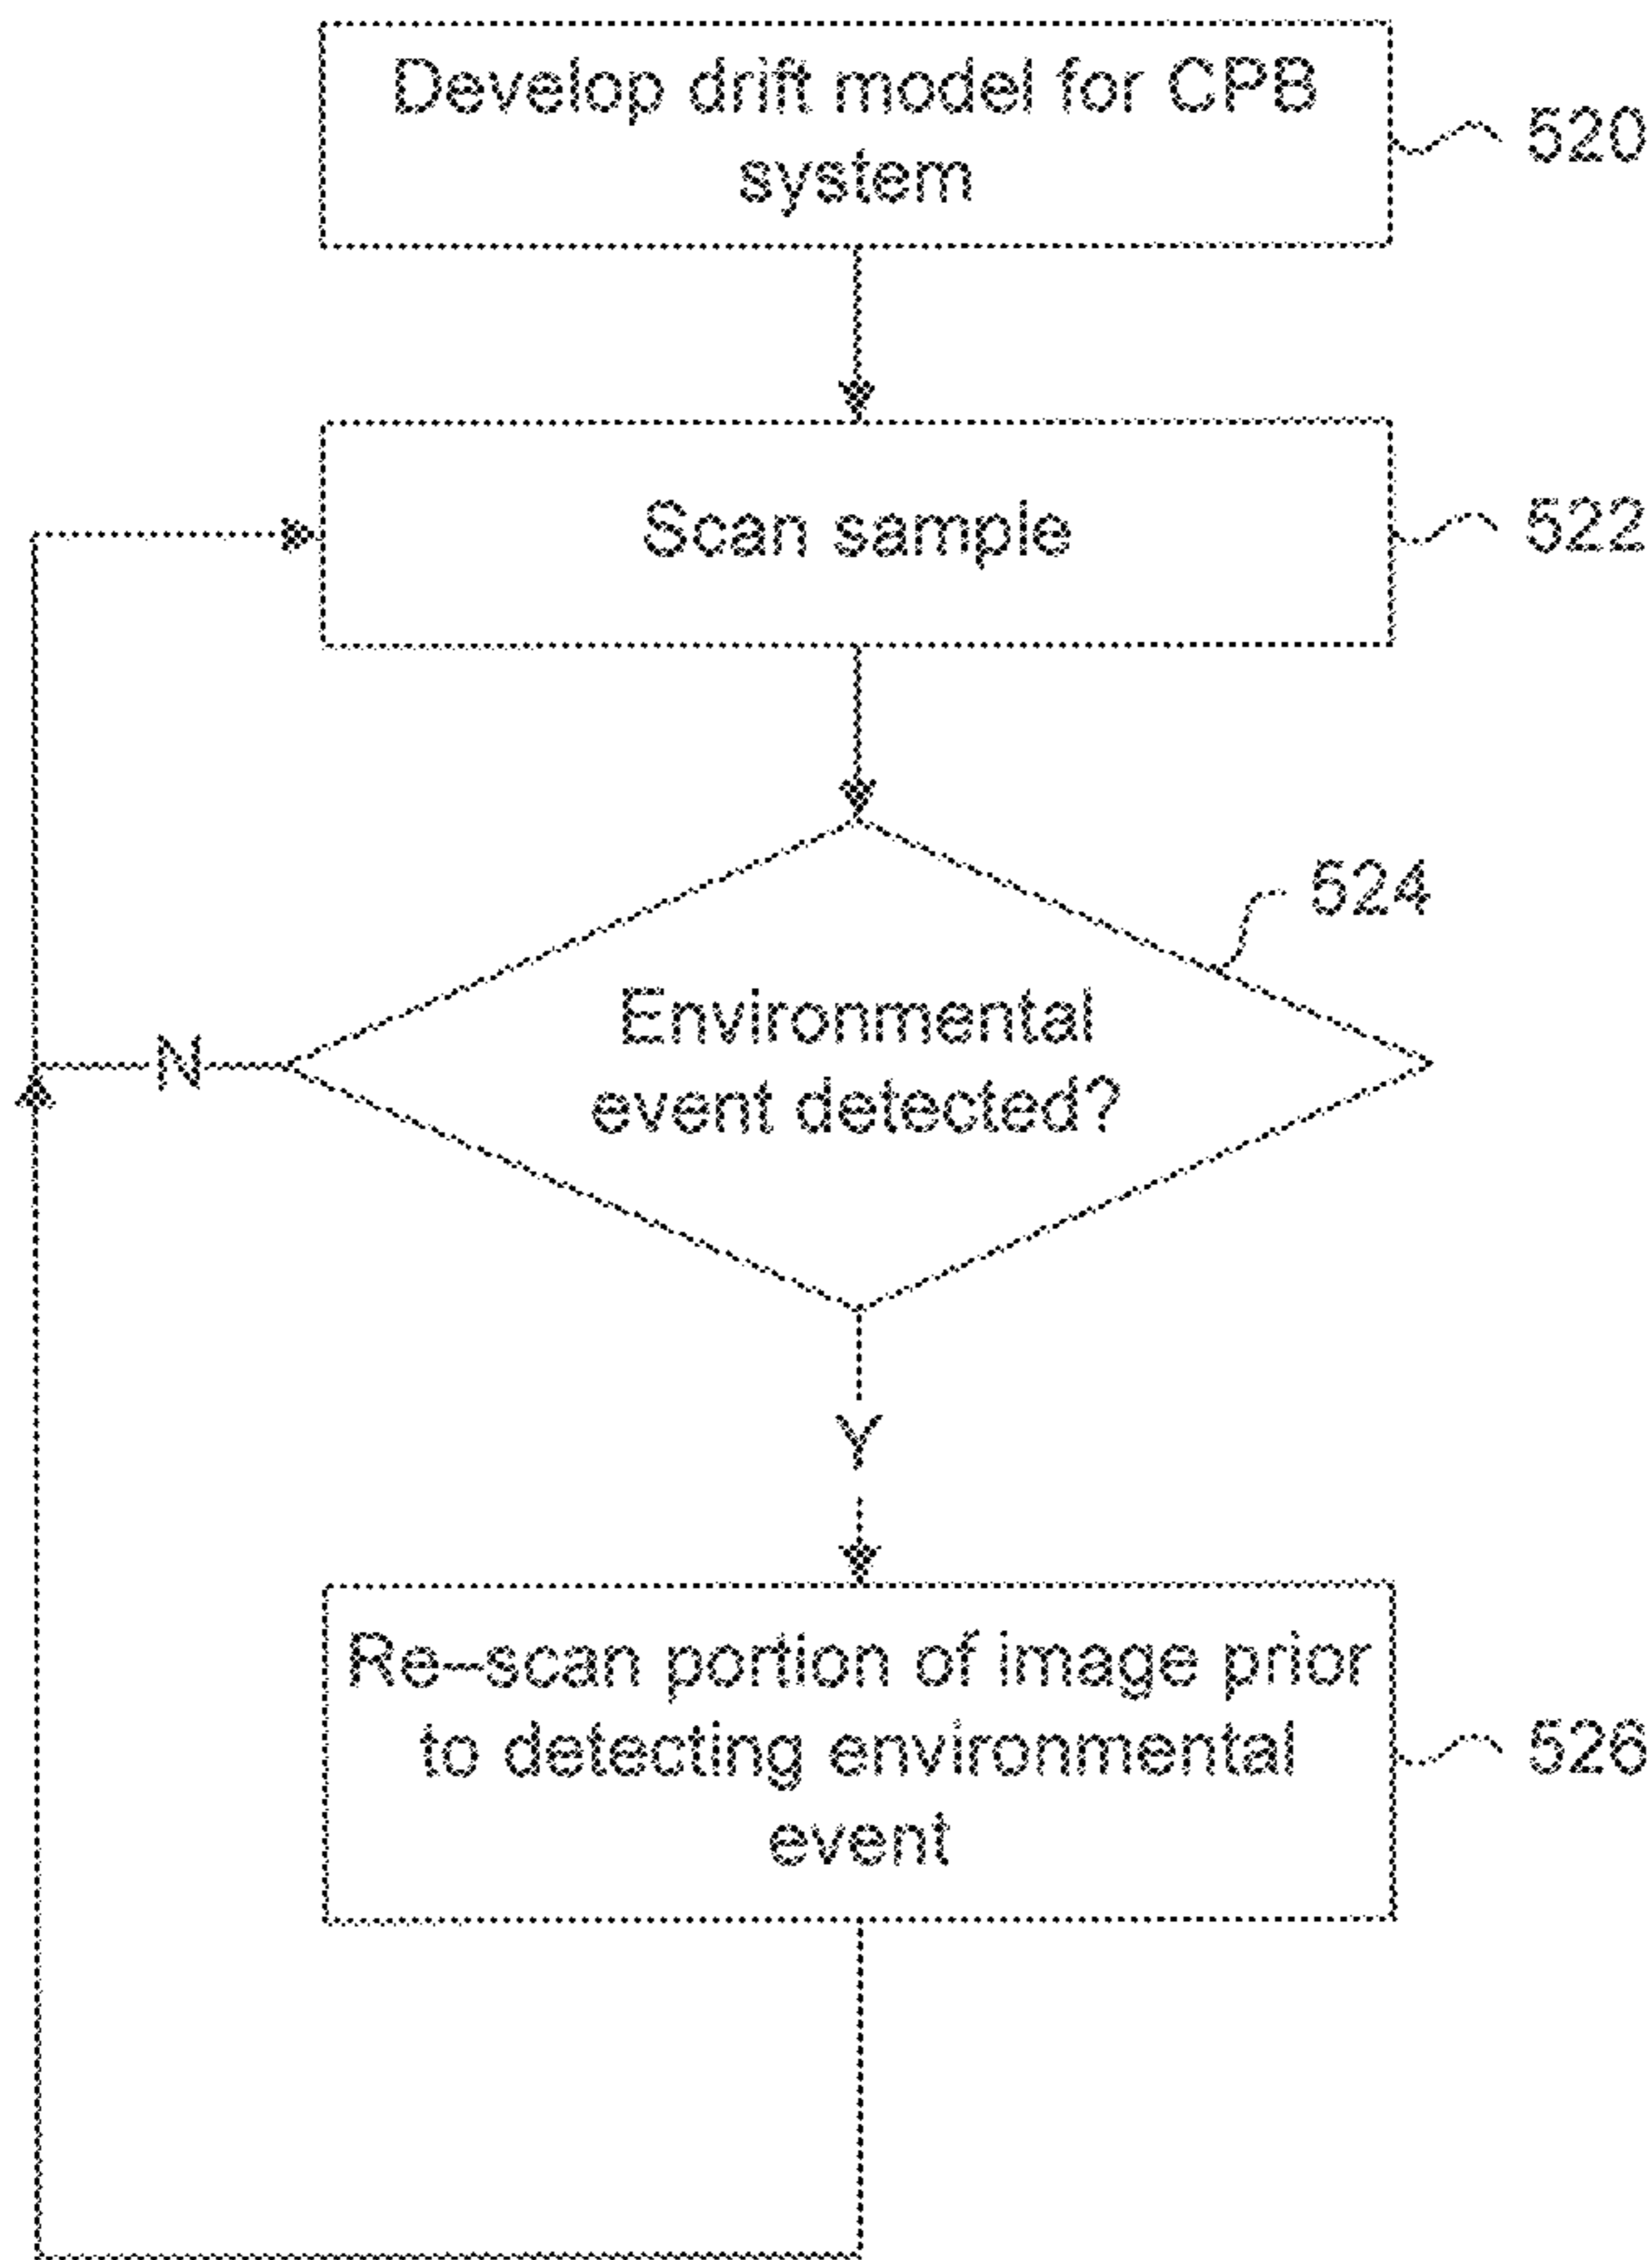 Develop drift model for CPB
system
520
Scan sample
522
524
Environmental
event detected?
N
Y
Re–scan portion of image prior
to detecting environmental
event
526